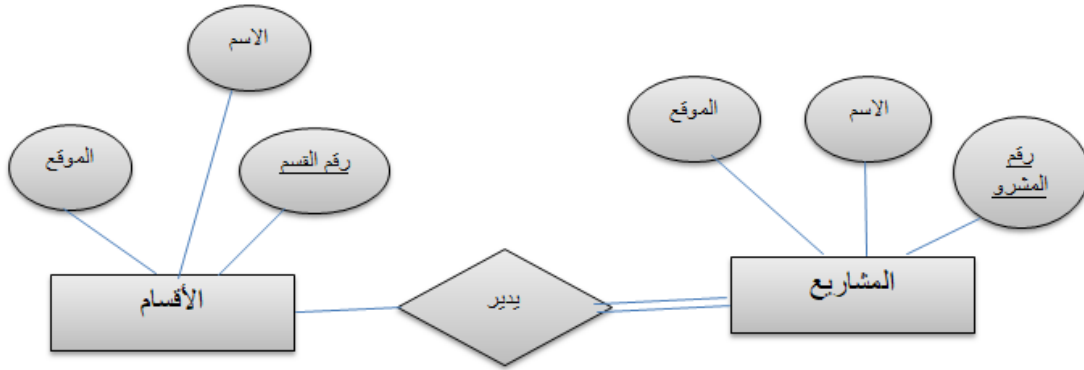 الاسم
الموقع
رقم القسم
الأقسام
يدير
الموقع
الاسم
رقم
المشرو
المشاريع